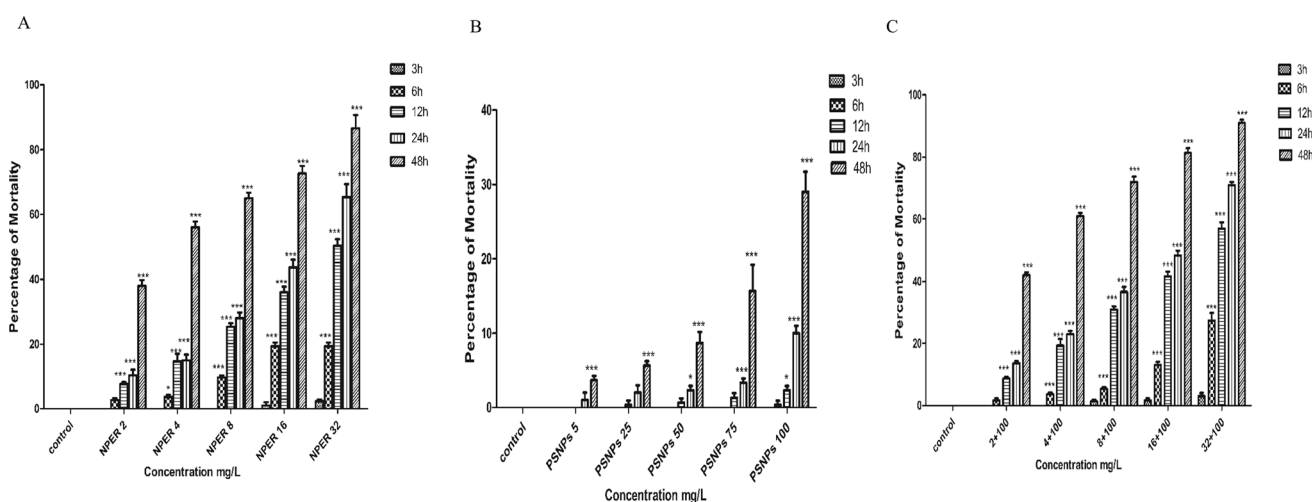 A
3h
6h
12h
24h
48h
100
80
60
40
20
0
Percentage of Mortality
*** *** ***
* *** *** ***
*** *** *** ***
*** *** *** ***
*** *** *** ***
control
NPER 2
NPER 4
NPER 8
NPER 16
NPER 32
Concentration mg/L
B
3h
6h
12h
24h
48h
40
30
20
10
0
Percentage of Mortality
***
***
* ***
*** ***
* *** ***
control
PSNPs 5
PSNPs 25
PSNPs 50
PSNPs 75
PSNPs 100
Concentration mg/L
C
3h
6h
12h
24h
48h
100
80
60
40
20
0
Percentage of Mortality
*** *** ***
*** *** *** ***
*** *** *** ***
*** *** *** ***
*** *** *** ***
control
2+100
4+100
8+100
16+100
32+100
Concentration mg/L